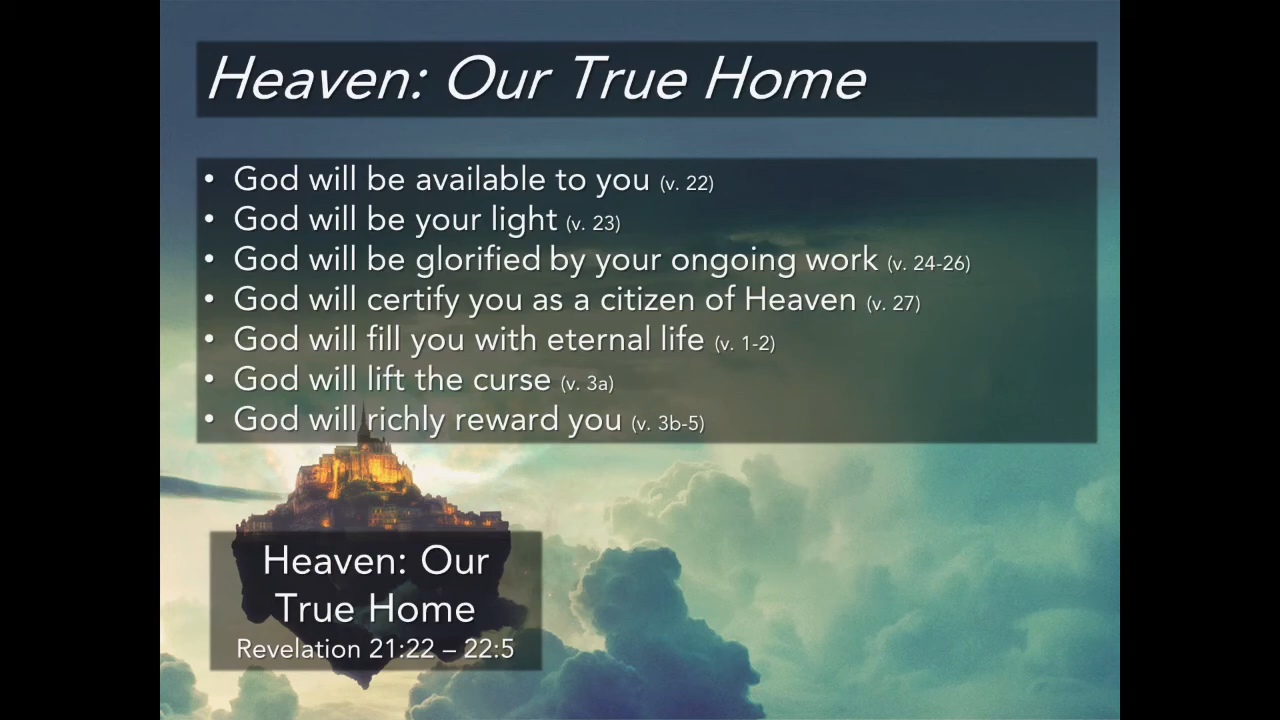 Heaven: Our True Home
• God will be available to you (v. 22)
• God will be your light (v. 23)
• God will be glorified by your ongoing work (v. 24-26)
• God will certify you as a citizen of Heaven (v. 27)
• God will fill you with eternal life (v. 1-2)
• God will lift the curse (v. 3a)
• God will richly reward you (v. 3b-5)
Heaven: Our
True Home
Revelation 21:22 – 22:5